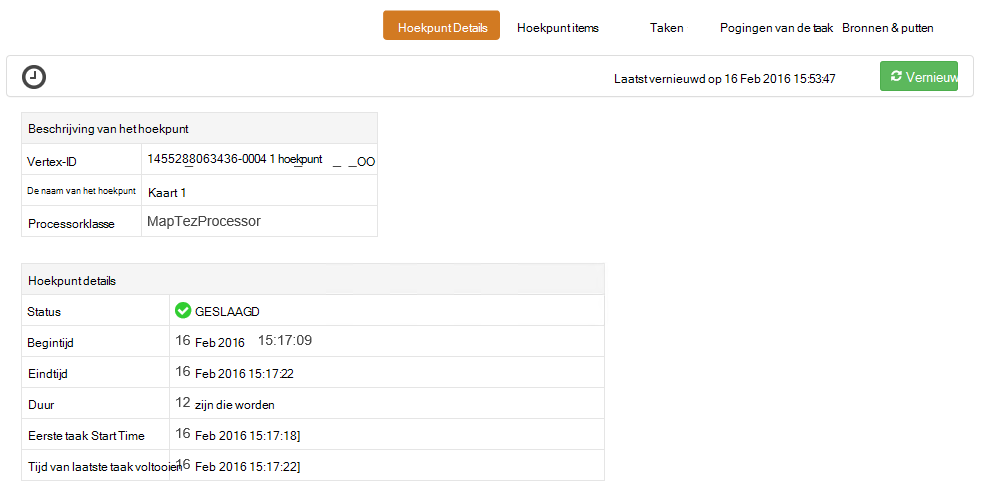 Hoekpunt Details Hoekpunt items Taken Pogingen van de taak Bronnen & putten
Laatst vernieuwd op 16 Feb 2016 15:53:47 Vernieuw
Beschrijving van het hoekpunt
Vertex-ID 1455288063436-0004 1 hoekpunt _ _OO
De naam van het hoekpunt Kaart 1
Processorklasse MapTezProcessor
Hoekpunt details
Status GESLAAGD
Begintijd 16 Feb 2016 15:17:09
Eindtijd 16 Feb 2016 15:17:22
Duur 12 zijn die worden
Eerste taak Start Time 16 Feb 2016 15:17:18]
Tijd van laatste taak voltooien 16 Feb 2016 15:17:22]